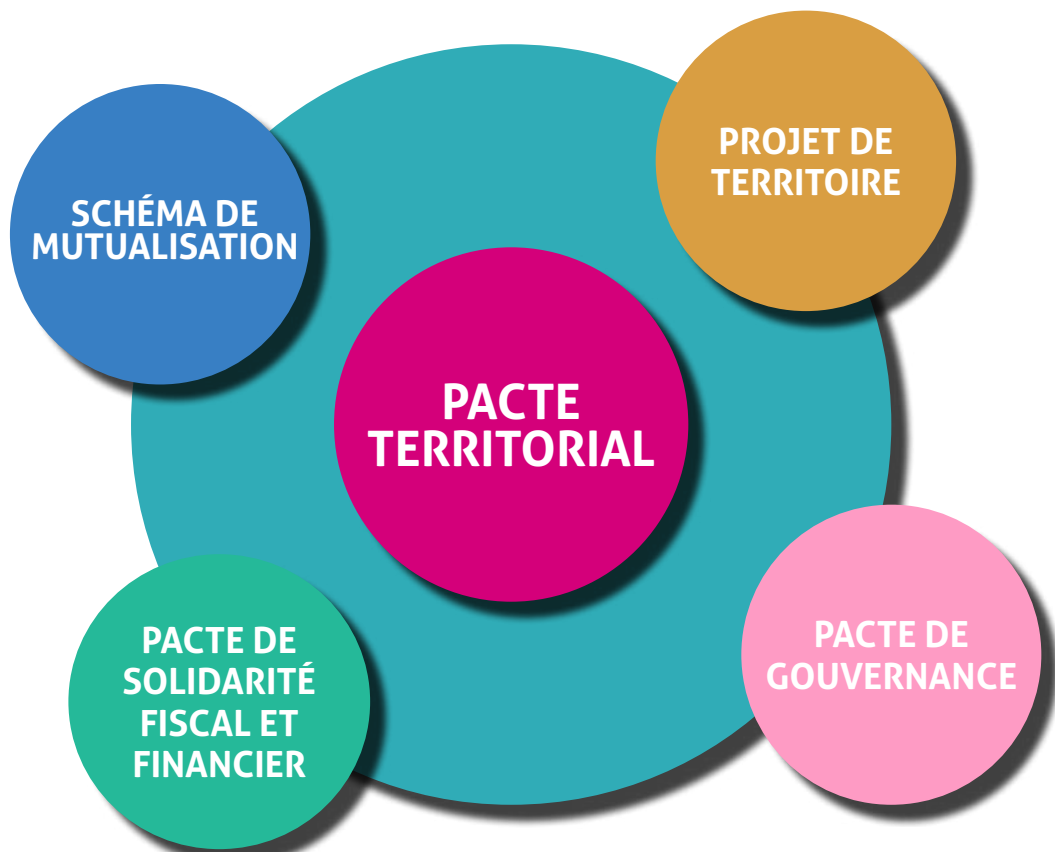 PROJET DE
TERRITOIRE
SCHÉMA DE
MUTUALISATION
PACTE
TERRITORIAL
PACTE DE
GOUVERNANCE
PACTE DE
SOLIDARITÉ
FISCAL ET
FINANCIER